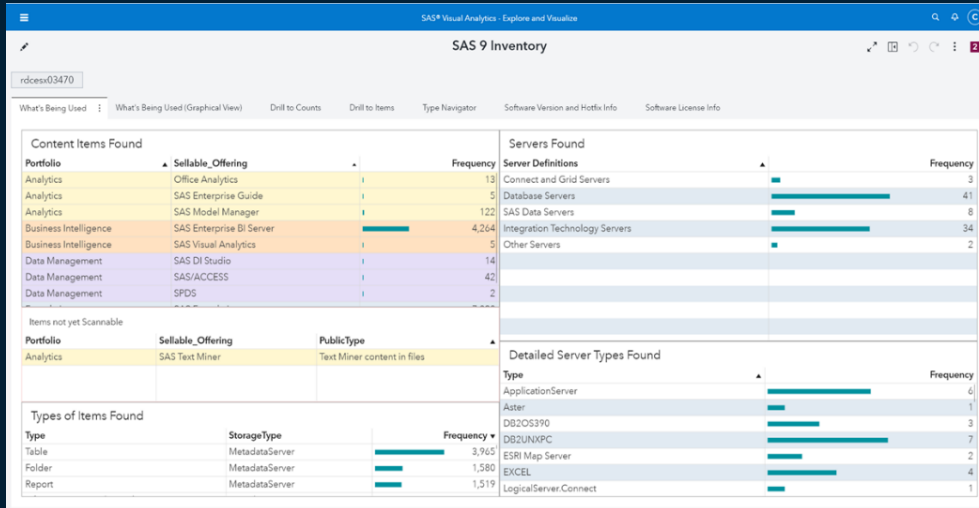 SAS® Visual Analytics - Explore and Visualize
SAS 9 Inventory
2
rdcesx03470
What's Being Used What's Being Used (Graphical View) Drill to Counts Drill to Items Type Navigator Software Version and Hotfix Info Software License Info
Content Items Found
Portfolio Sellable_Offering Frequency
Analytics Office Analytics 13
Analytics SAS Enterprise Guide 5
Analytics SAS Model Manager 122
Business Intelligence SAS Enterprise BI Server 4,264
Business Intelligence SAS Visual Analytics 5
Data Management SAS DI Studio 14
Data Management SAS/ACCESS 42
Data Management SPDS 2
Items not yet Scannable
Portfolio Sellable_Offering PublicType
Analytics SAS Text Miner Text Miner content in files
Types of Items Found
Type StorageType Frequency
Table MetadataServer 3,965
Folder MetadataServer 1,580
Report MetadataServer 1,519
Servers Found
Server Definitions Frequency
Connect and Grid Servers 3
Database Servers 41
SAS Data Servers 8
Integration Technology Servers 34
Other Servers 2
Detailed Server Types Found
Type Frequency
ApplicationServer 6
Aster 1
DB2OS390 3
DB2UNXPC 7
ESRI Map Server 2
EXCEL 4
LogicalServer.Connect 1